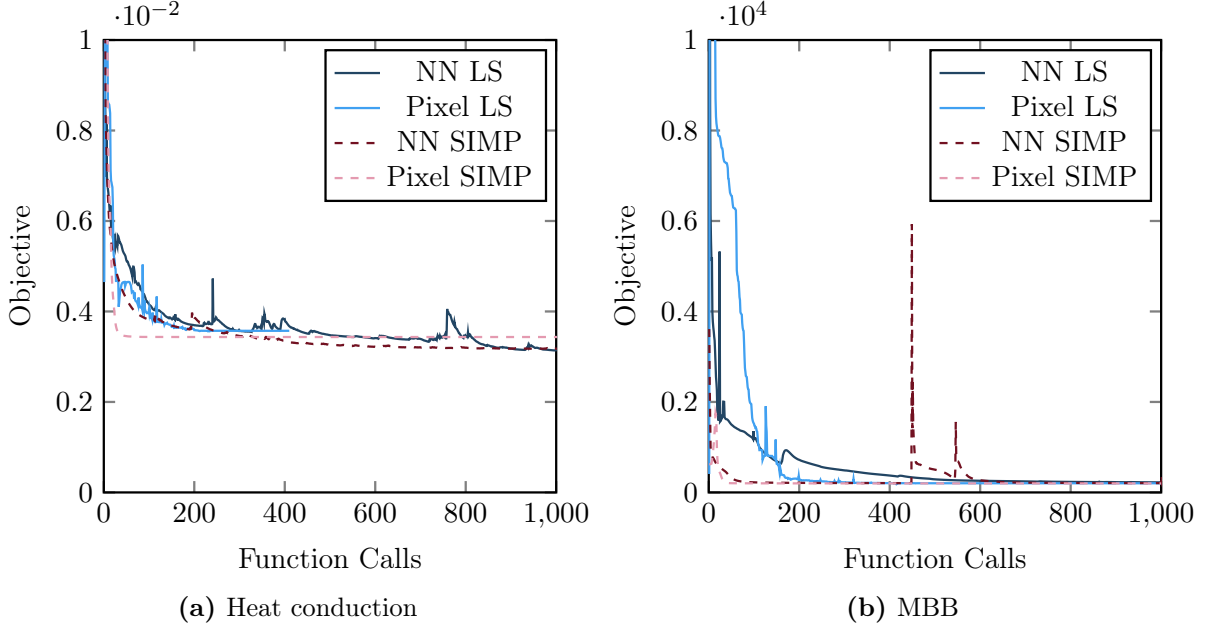 ·10−2
1
0.8
0.6
0.4
0.2
0
0 200 400 600 800 1,000
Objective
Function Calls
NN LS
Pixel LS
NN SIMP
Pixel SIMP
(a) Heat conduction
·10４
1
0.8
0.6
0.4
0.2
0
0 200 400 600 800 1,000
Objective
Function Calls
NN LS
Pixel LS
NN SIMP
Pixel SIMP
(b) MBB